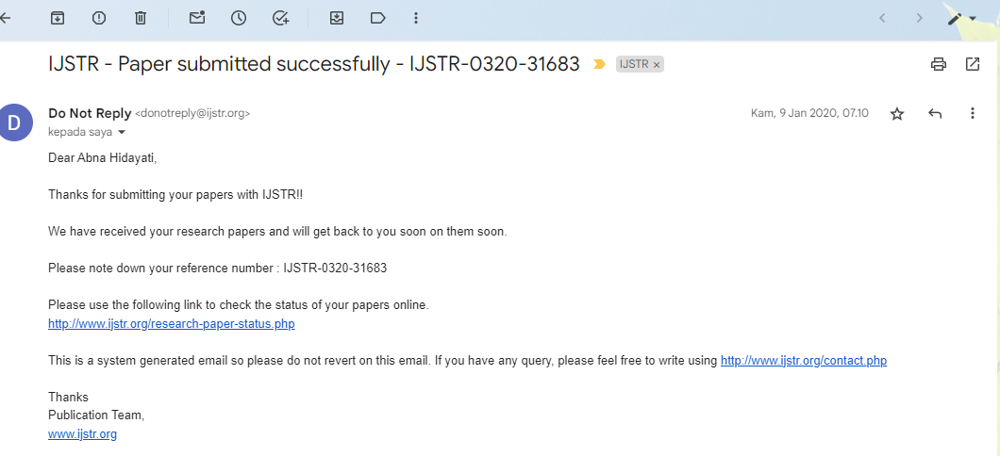 IJSTR - Paper submitted successfully - IJSTR-0320-31683 IJSTR ×
Do Not Reply <donotreply@ijstr.org> Kam, 9 Jan 2020, 07.10
D
kepada saya
Dear Abna Hidayati,
Thanks for submitting your papers with IJSTR!!
We have received your research papers and will get back to you soon on them soon.
Please note down your reference number : IJSTR-0320-31683
Please use the following link to check the status of your papers online.
http://www.ijstr.org/research-paper-status.php
This is a system generated email so please do not revert on this email. If you have any query, please feel free to write using http://www.ijstr.org/contact.php
Thanks
Publication Team,
www.ijstr.org